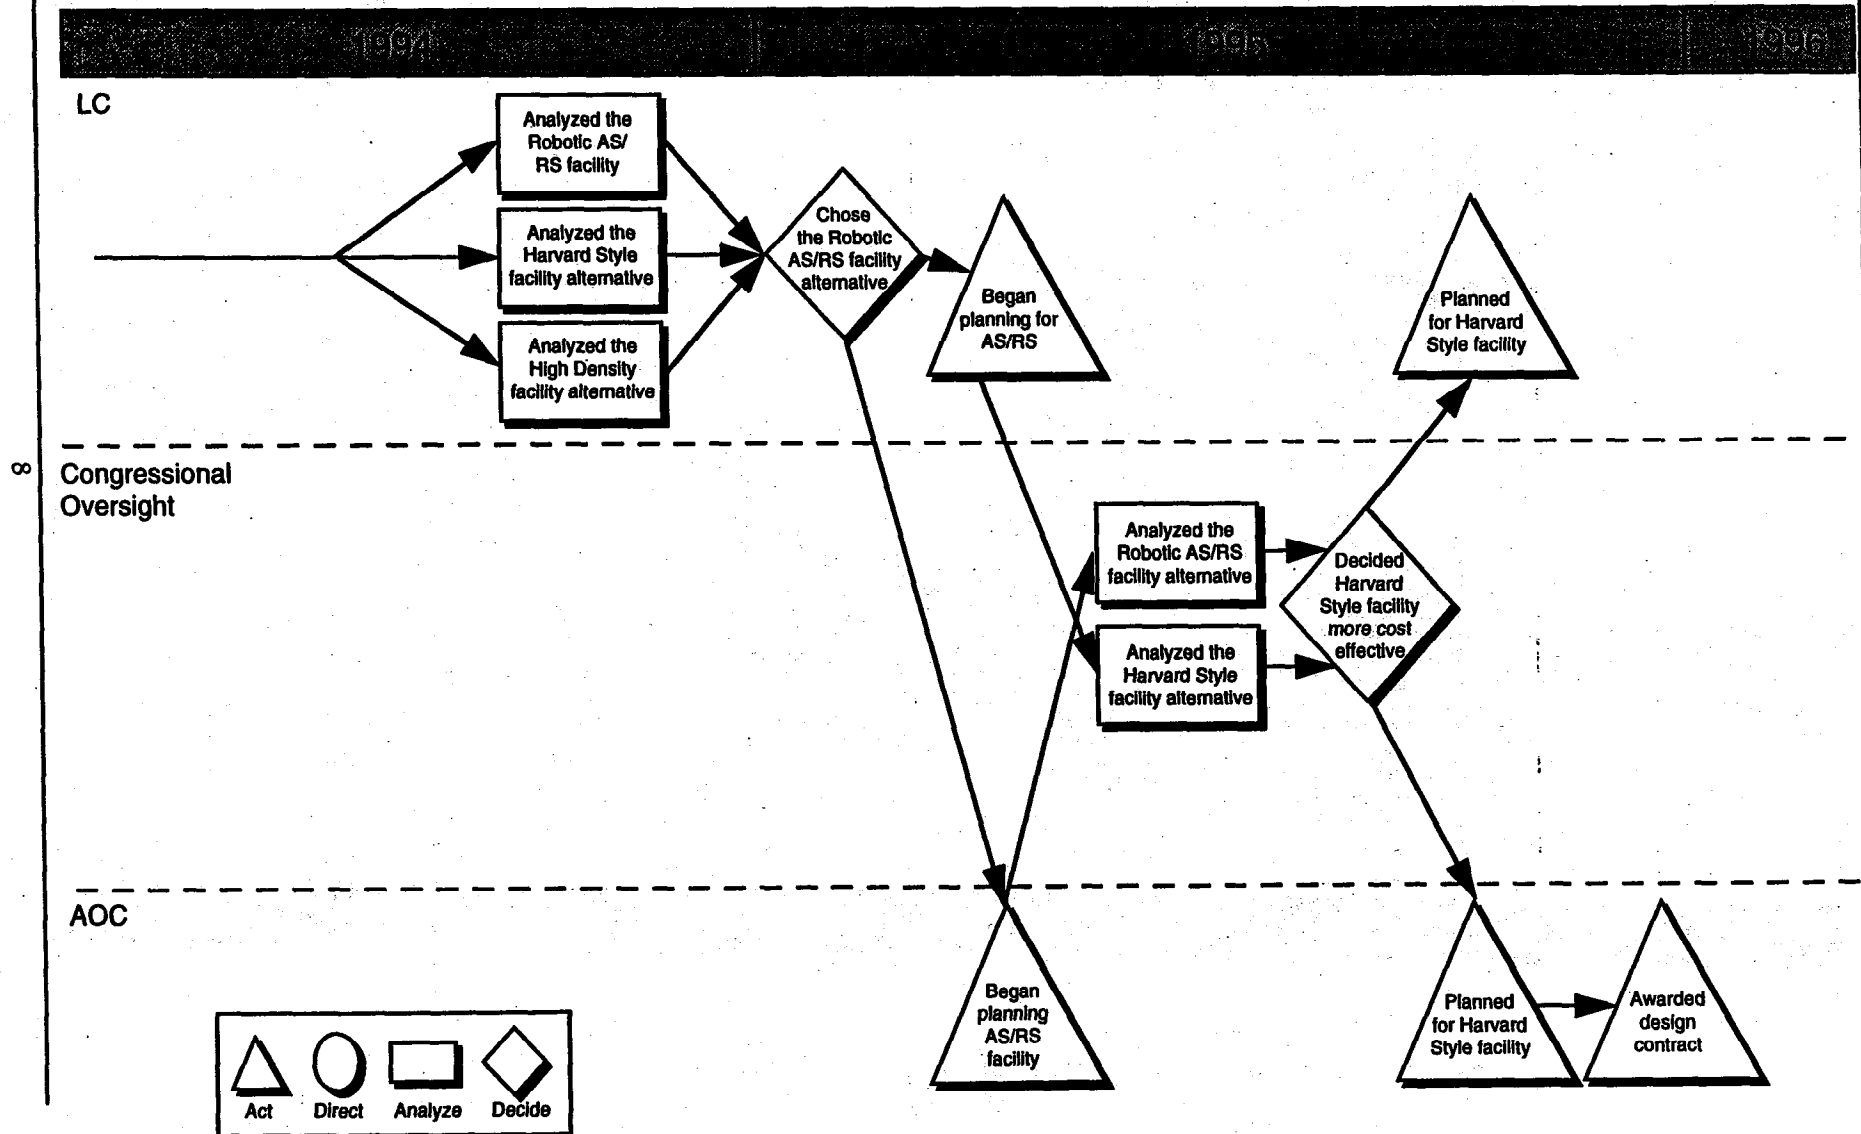 1994
1995
1996
LC
Analyzed the
Robotic AS/
RS facility
Analyzed the
Harvard Style
facility alternative
Analyzed the
High Density
facility alternative
Chose
the Robotic
AS/RS facility
alternative
Began
planning for
AS/RS
Planned
for Harvard
Style facility
8
Congressional
Oversight
Analyzed the
Robotic AS/RS
facility alternative
Analyzed the
Harvard Style
facility alternative
Decided
Harvard
Style facility
more cost
effective
AOC
Began
planning
AS/RS
facility
Planned
for Harvard
Style facility
Awarded
design
contract
Act
Direct
Analyze
Decide